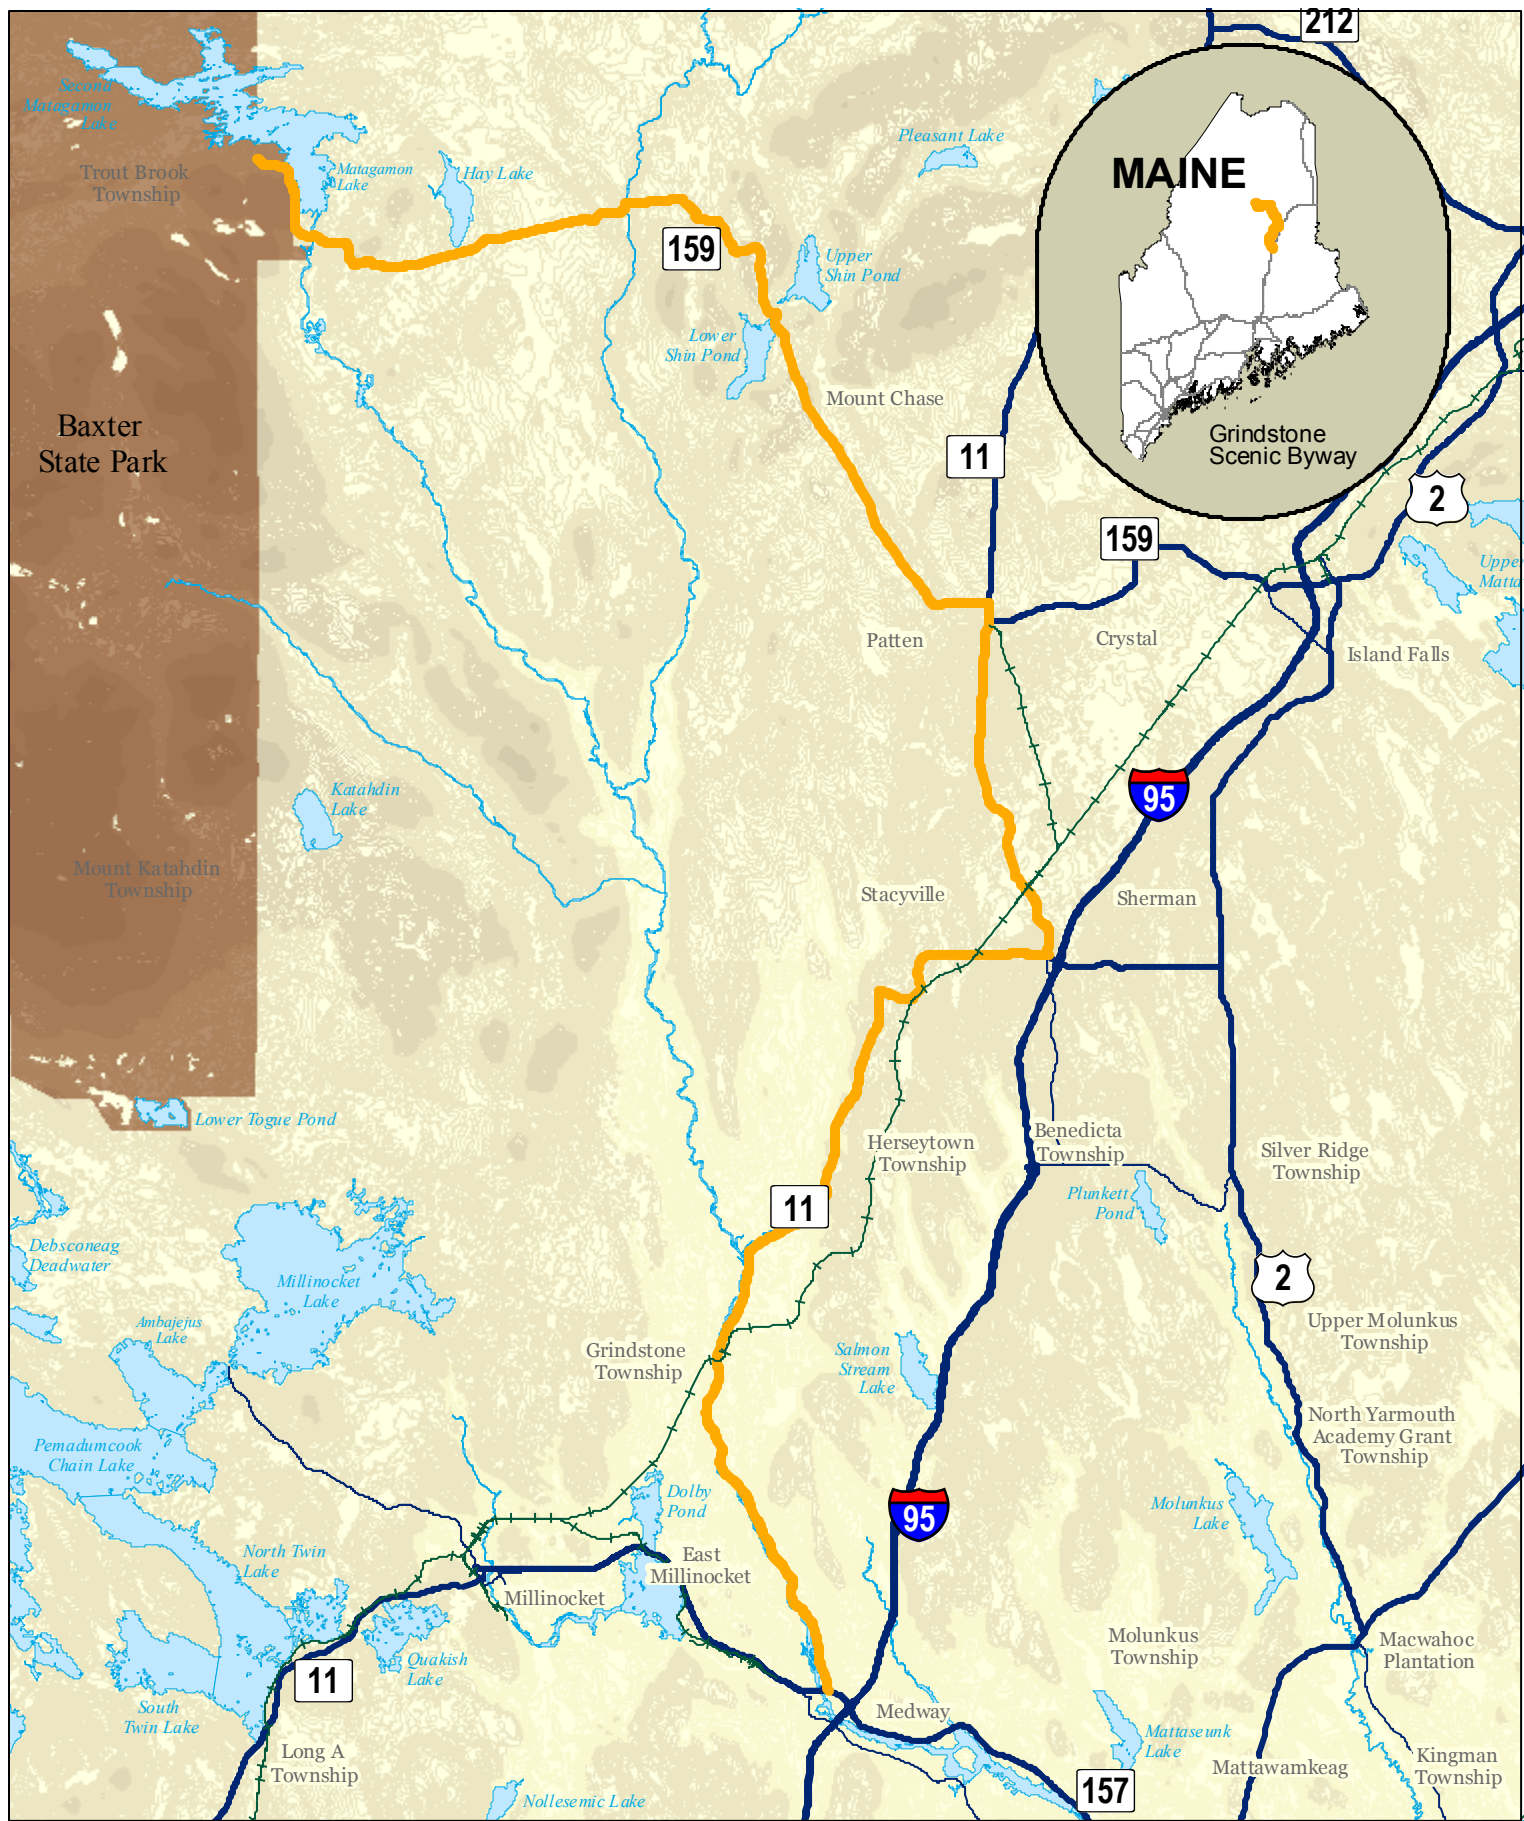 212
Second
Matagamon
Lake
Trout Brook
Township
Matagamon
Lake
Hay Lake
Pleasant Lake
MAINE
Grindstone
Scenic Byway
159
Upper
Shin Pond
Lower
Shin Pond
Mount Chase
Baxter
State Park
11
2
159
Upper
Matta
Patten
Crystal
Island Falls
95
Katahdin
Lake
Mount Katahdin
Township
Stacyville
Sherman
Lower Togue Pond
Herseytown
Township
Benedicta
Township
Silver Ridge
Township
11
Plunkett
Pond
Debsconeag
Deadwater
Millinocket
Lake
2
Ambajejus
Lake
Upper Molunkus
Township
Grindstone
Township
Salmon
Stream
Lake
North Yarmouth
Academy Grant
Township
Pemadumcook
Chain Lake
Dolby
Pond
95
Molunkus
Lake
North Twin
Lake
East
Millinocket
Millinocket
Molunkus
Township
Macwahoc
Plantation
Quakish
Lake
11
South
Twin Lake
Medway
Mattaseunk
Lake
Long A
Township
Mattawamkeag
Kingman
Township
157
Nollesemic Lake